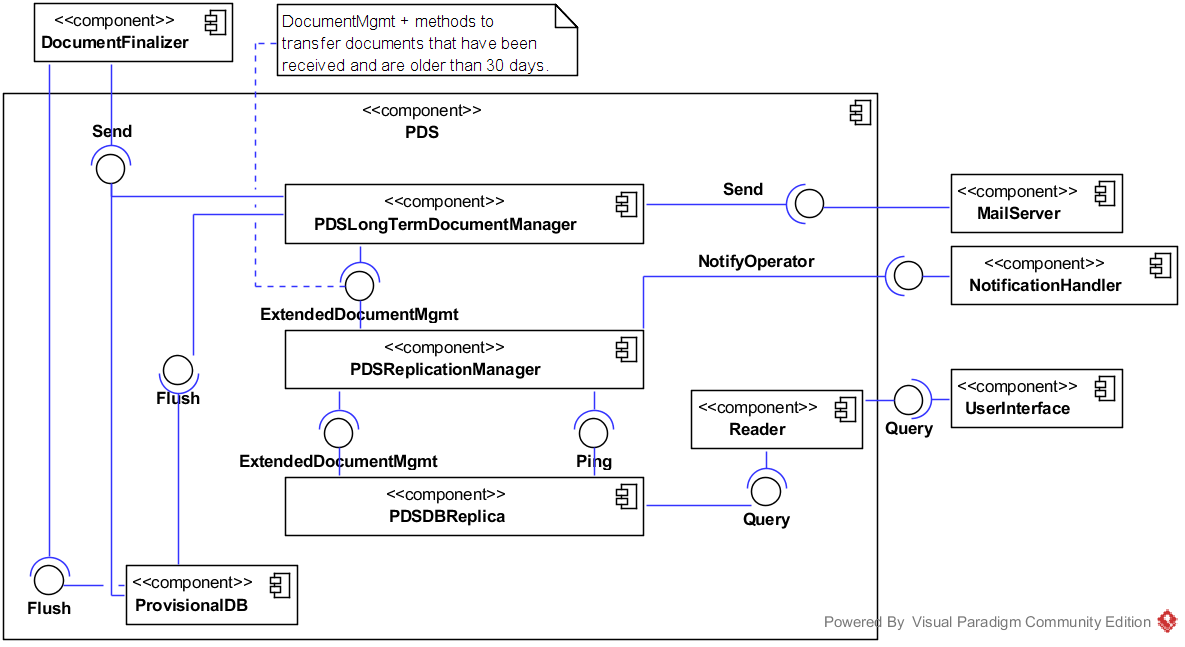 <<component>>
DocumentFinalizer
DocumentMgmt + methods to
transfer documents that have been
received and are older than 30 days.
<<component>>
PDS
Send
<<component>>
PDSLongTermDocumentManager
Send
<<component>>
MailServer
NotifyOperator
<<component>>
NotificationHandler
ExtendedDocumentMgmt
<<component>>
PDSReplicationManager
Flush
<<component>>
UserInterface
Query
<<component>>
Reader
ExtendedDocumentMgmt
Ping
<<component>>
PDSDBReplica
Query
<<component>>
ProvisionalDB
Flush
Powered By Visual Paradigm Community Edition